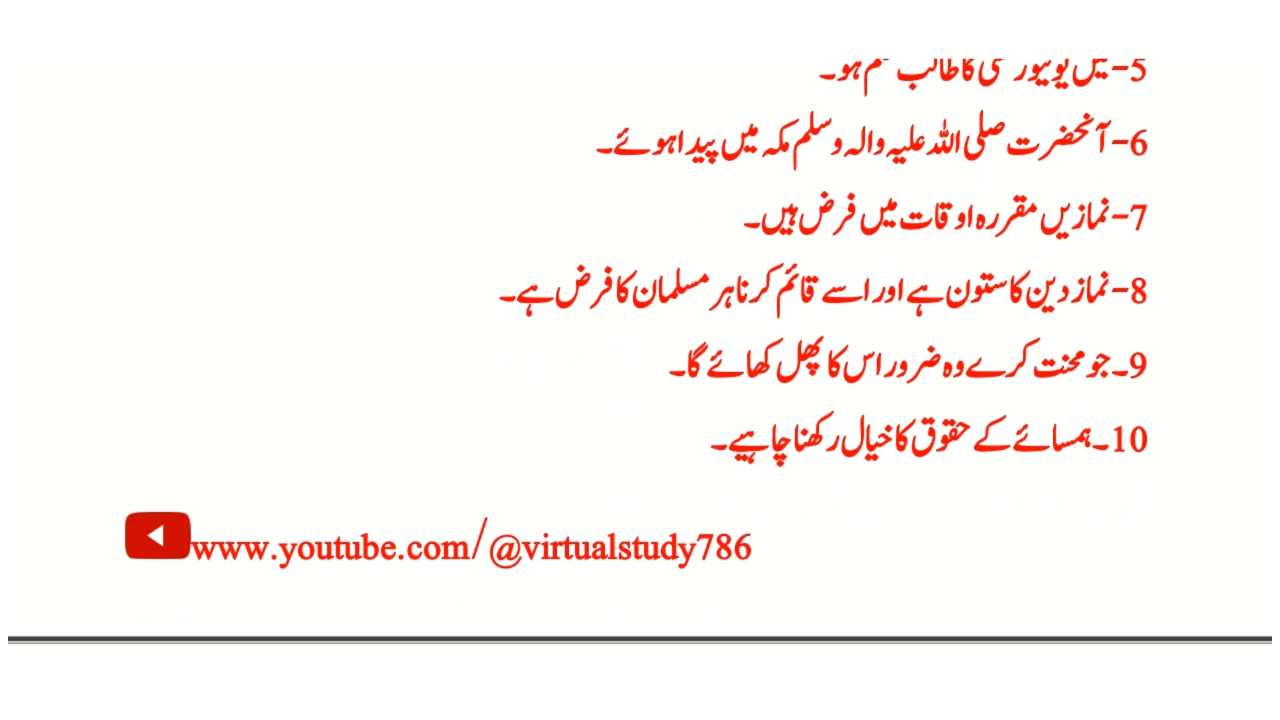 5- میں یونیورسٹی کا طالب علم ہو۔
6- آنحضرت صلی اللہ علیہ والہ وسلم مکہ میں پیدا ہوئے۔
7- نمازیں مقررہ اوقات میں فرض ہیں۔
8- نماز دین کا ستون ہے اور اسے قائم کرنا ہر مسلمان کا فرض ہے۔
9۔ جو محنت کرے وہ ضرور اس کا پھل کھائے گا۔
10۔ ہمسائے کے حقوق کا خیال رکھنا چاہیے۔
www.youtube.com/@virtualstudy786